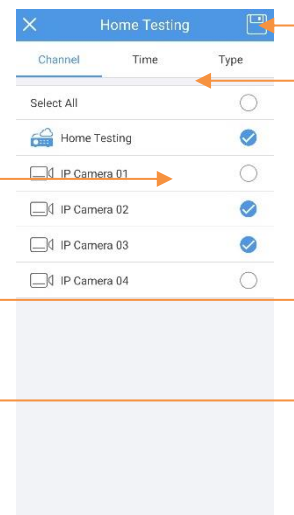 Home Testing
Channel Time Type
Select All
Home Testing
IP Camera 01
IP Camera 02
IP Camera 03
IP Camera 04